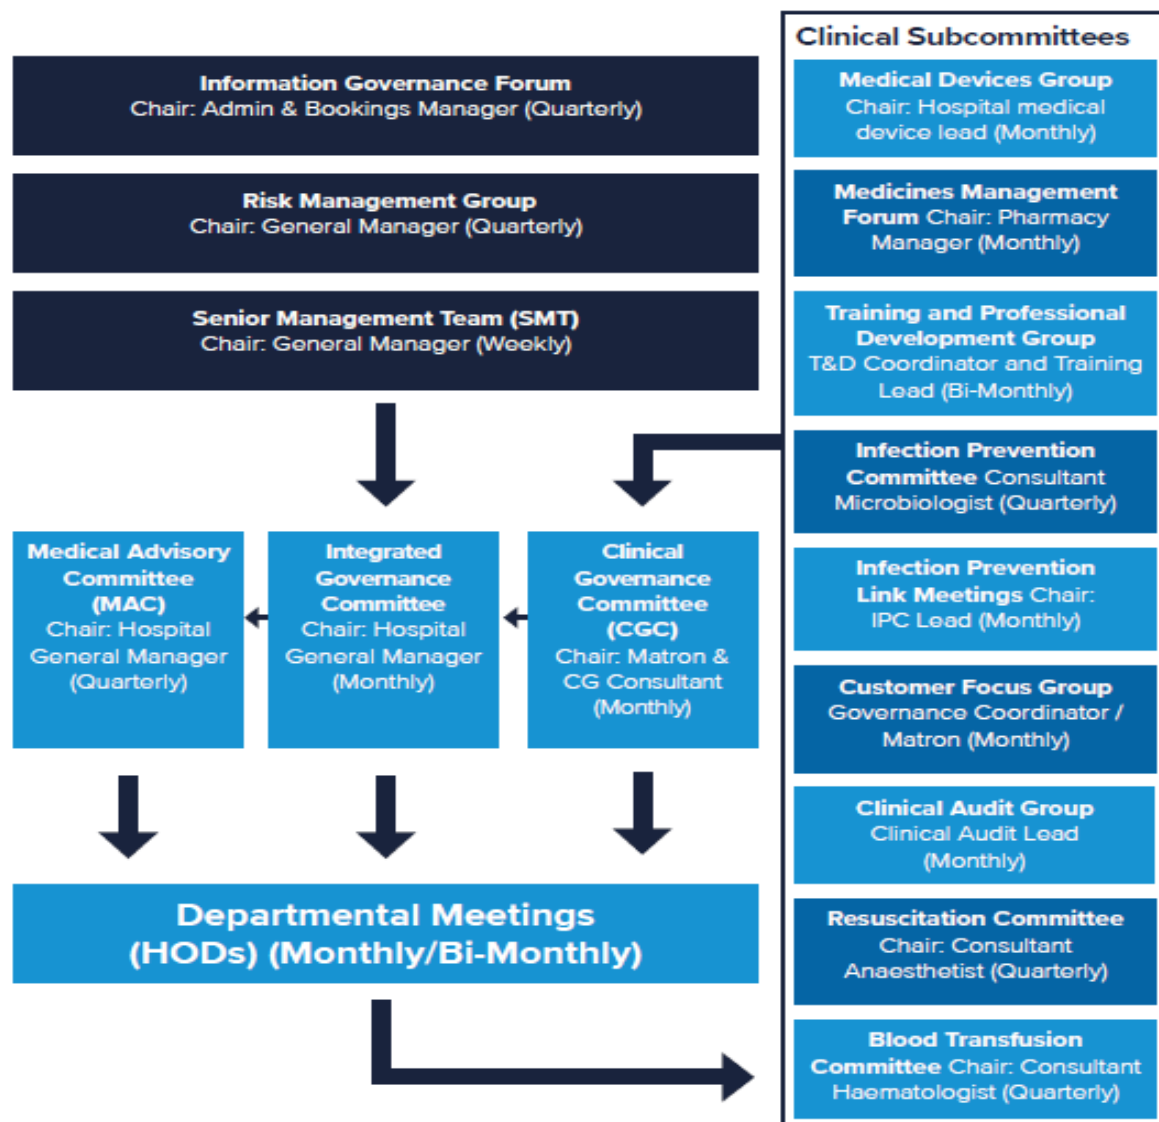 Information Governance Forum
Chair: Admin & Bookings Manager (Quarterly)
Risk Management Group
Chair: General Manager (Quarterly)
Senior Management Team (SMT)
Chair: General Manager (Weekly)
Medical Advisory
Committee
(MAC)
Chair: Hospital
General Manager
(Quarterly)
Integrated
Governance
Committee
Chair: Hospital
General Manager
(Monthly)
Clinical
Governance
Committee
(CGC)
Chair: Matron &
CG Consultant
(Monthly)
Departmental Meetings
(HODs) (Monthly/Bi-Monthly)
Clinical Subcommittees
Medical Devices Group
Chair: Hospital medical
device lead (Monthly)
Medicines Management
Forum Chair: Pharmacy
Manager (Monthly)
Training and Professional
Development Group
T&D Coordinator and Training
Lead (Bi-Monthly)
Infection Prevention
Committee Consultant
Microbiologist (Quarterly)
Infection Prevention
Link Meetings Chair:
IPC Lead (Monthly)
Customer Focus Group
Governance Coordinator /
Matron (Monthly)
Clinical Audit Group
Clinical Audit Lead
(Monthly)
Resuscitation Committee
Chair: Consultant
Anaesthetist (Quarterly)
Blood Transfusion
Committee Chair: Consultant
Haematologist (Quarterly)